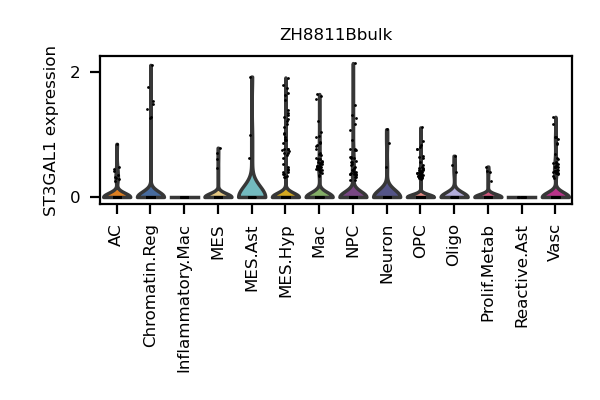 ZH8811Bbulk
ST3GAL1 expression
2
0
AC
Chromatin.Reg
Inflammatory.Mac
MES
MES.Ast
MES.Hyp
Mac
NPC
Neuron
OPC
Oligo
Prolif.Metab
Reactive.Ast
Vasc